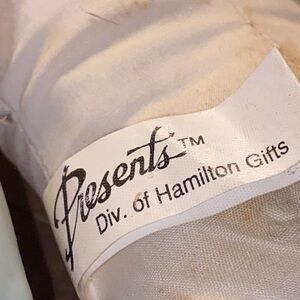 Presents™
Div. of Hamilton Gifts